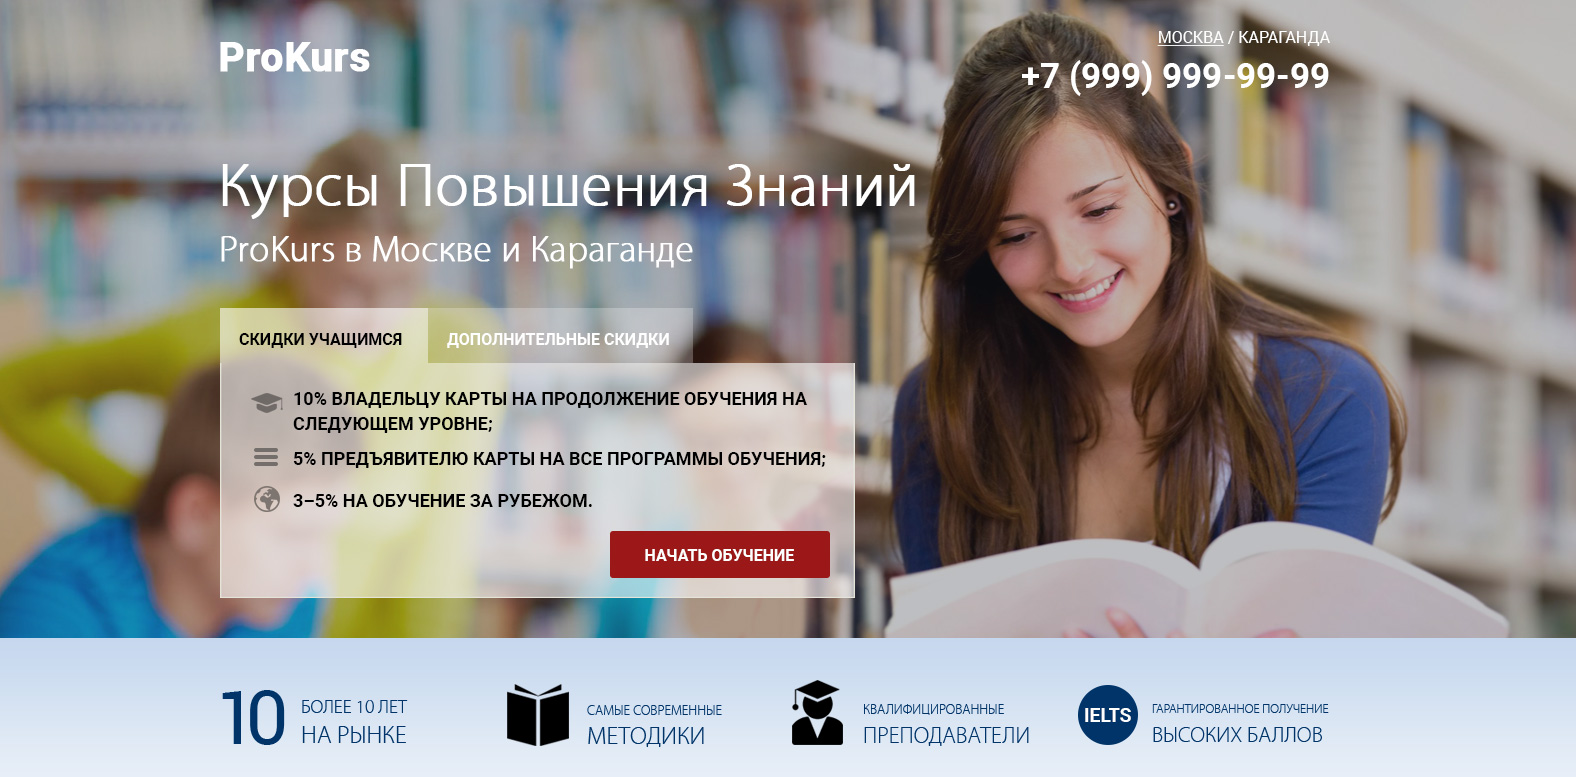 ProKurs
МОСКВА / КАРАГАНДА
+7 (999) 999-99-99
Курсы Повышения Знаний
ProKurs в Москве и Караганде
СКИДКИ УЧАЩИМСЯ
ДОПОЛНИТЕЛЬНЫЕ СКИДКИ
10% ВЛАДЕЛЬЦУ КАРТЫ НА ПРОДОЛЖЕНИЕ ОБУЧЕНИЯ НА
СЛЕДУЮЩЕМ УРОВНЕ;
5% ПРЕДЪЯВИТЕЛЮ КАРТЫ НА ВСЕ ПРОГРАММЫ ОБУЧЕНИЯ;
3–5% НА ОБУЧЕНИЕ ЗА РУБЕЖОМ.
НАЧАТЬ ОБУЧЕНИЕ
10
БОЛЕЕ 10 ЛЕТ
НА РЫНКЕ
САМЫЕ СОВРЕМЕННЫЕ
МЕТОДИКИ
КВАЛИФИЦИРОВАННЫЕ
ПРЕПОДАВАТЕЛИ
IELTS
ГАРАНТИРОВАННОЕ ПОЛУЧЕНИЕ
ВЫСОКИХ БАЛЛОВ